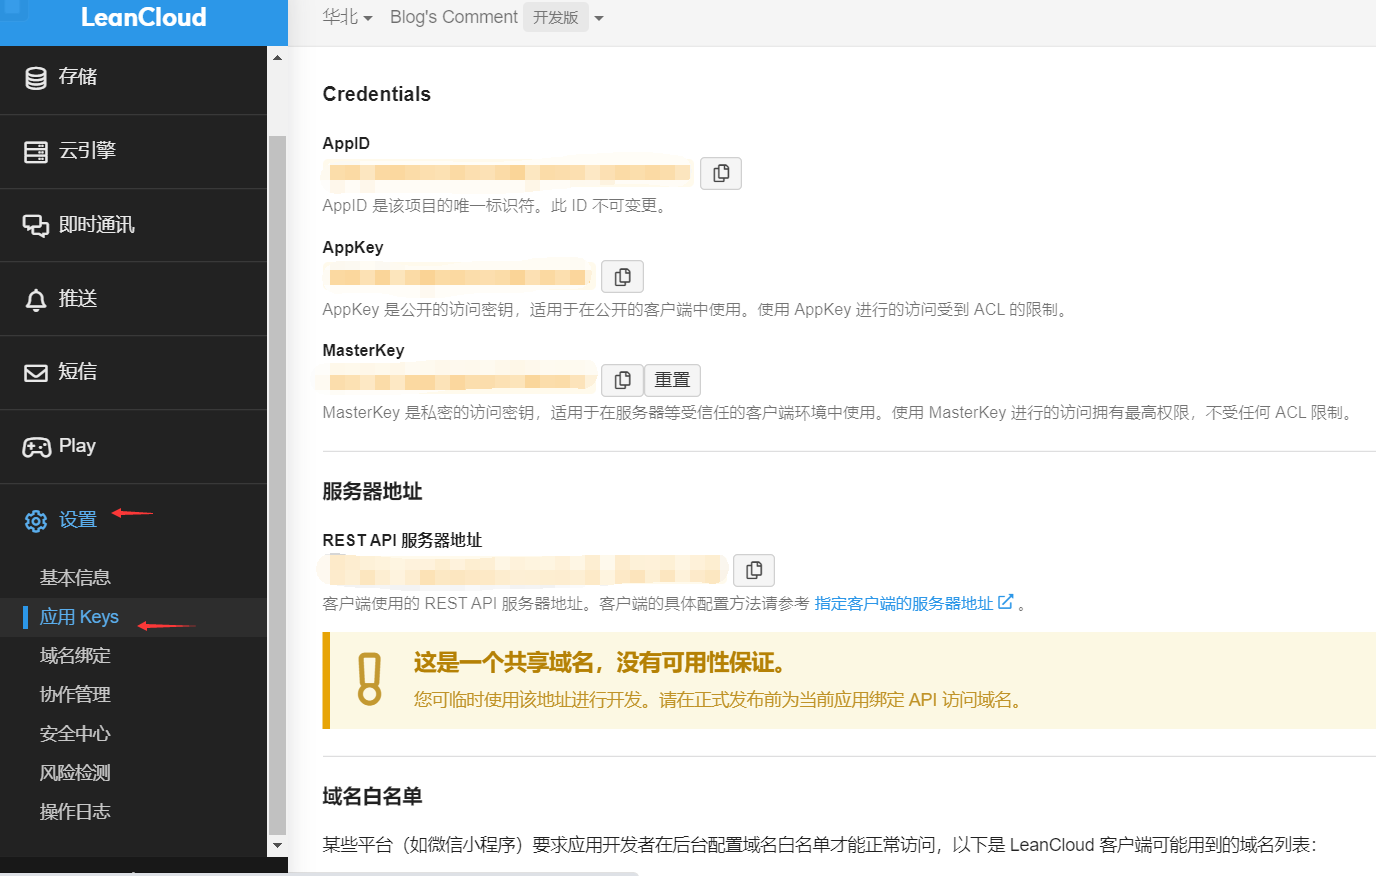 LeanCloud
华北
Blog's Comment
开发版
存储
云引擎
即时通讯
推送
短信
Play
设置
基本信息
应用 Keys
域名绑定
协作管理
安全中心
风险检测
操作日志
Credentials
AppID
AppID 是该项目的唯一标识符。此 ID 不可变更。
AppKey
AppKey 是公开的访问密钥，适用于在公开的客户端中使用。使用 AppKey 进行的访问受到 ACL 的限制。
MasterKey
重置
MasterKey 是私密的访问密钥，适用于在服务器等受信任的客户端环境中使用。使用 MasterKey 进行的访问拥有最高权限，不受任何 ACL 限制。
服务器地址
REST API 服务器地址
客户端使用的 REST API 服务器地址。客户端的具体配置方法请参考 指定客户端的服务器地址 。
这是一个共享域名，没有可用性保证。
您可临时使用该地址进行开发。请在正式发布前为当前应用绑定 API 访问域名。
域名白名单
某些平台（如微信小程序）要求应用开发者在后台配置域名白名单才能正常访问，以下是 LeanCloud 客户端可能用到的域名列表：